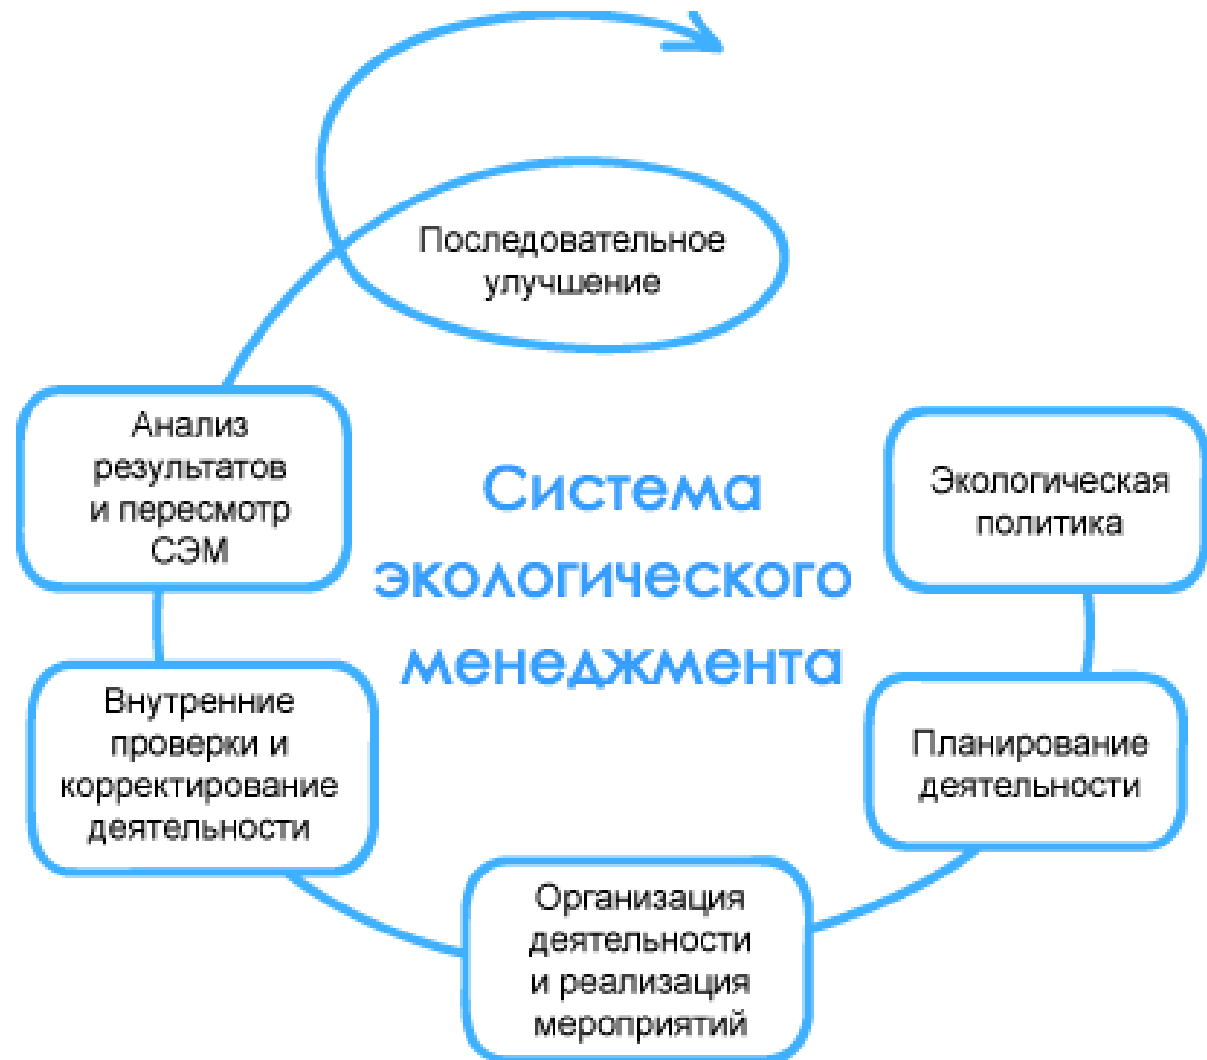 Последовательное
улучшение
Анализ
результатов
и пересмотр
СЭМ
Система
экологического
менеджмента
Экологическая
политика
Внутренние
проверки и
корректирование
деятельности
Планирование
деятельности
Организация
деятельности
и реализация
мероприятий